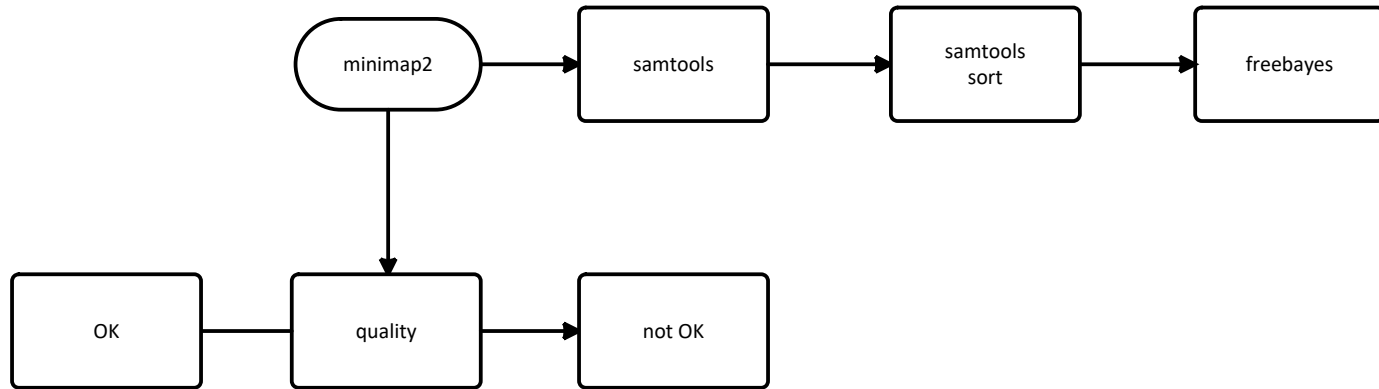 minimap2
samtools
samtools
sort
freebayes
OK
quality
not OK